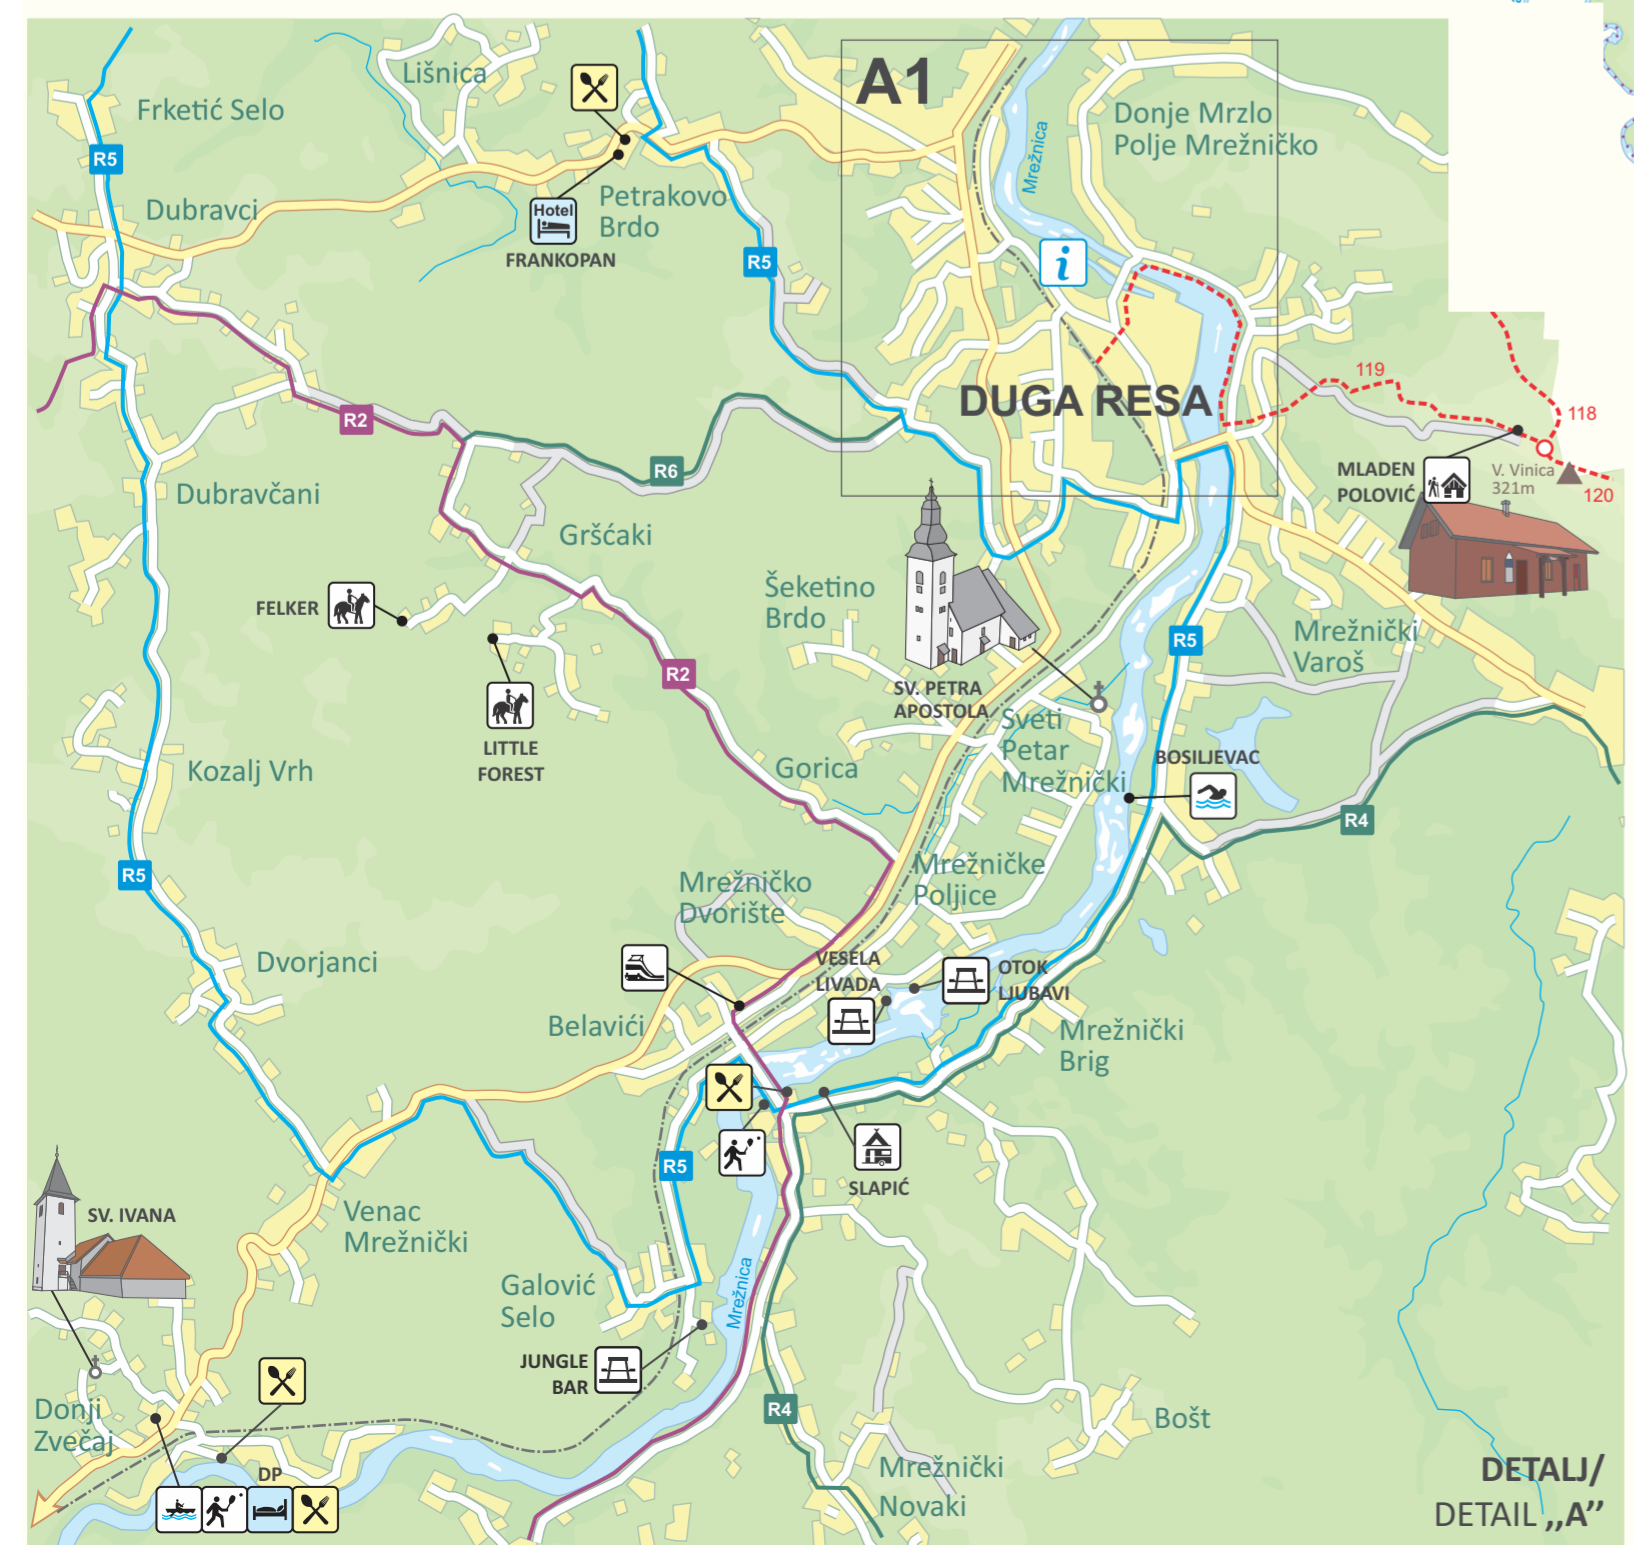 A1
Lišnica
Frketić Selo
Donje Mrzlo
Polje Mrežničko
Mrežnica
R5
Dubravci
Petrakovo
Brdo
Hotel
FRANKOPAN
R5
i
119
118
R2
DUGA RESA
R6
MLADEN
POLOVIĆ
V. Vinica
321m
120
Dubravčani
Gršćaki
FELKER
Šeketino
Brdo
R5
Mrežnički
Varoš
R2
SV. PETRA
APOSTOLA
LITTLE
FOREST
Sveti
Petar
Mrežnički
BOSILJEVAC
Kozalj Vrh
Gorica
R4
R5
Mrežničke
Poljice
Mrežničko
Dvorište
Dvorjanci
VESELA
LIVADA
OTOK
LJUBAVI
Belavići
Mrežnički
Brig
R5
SLAPIĆ
SV. IVANA
Venac
Mrežnički
Galović
Selo
Mrežnica
JUNGLE
BAR
R4
Donji
Zvečaj
Bošt
DP
Mrežnički
Novaki
DETALJ/
DETAIL ,,A’’